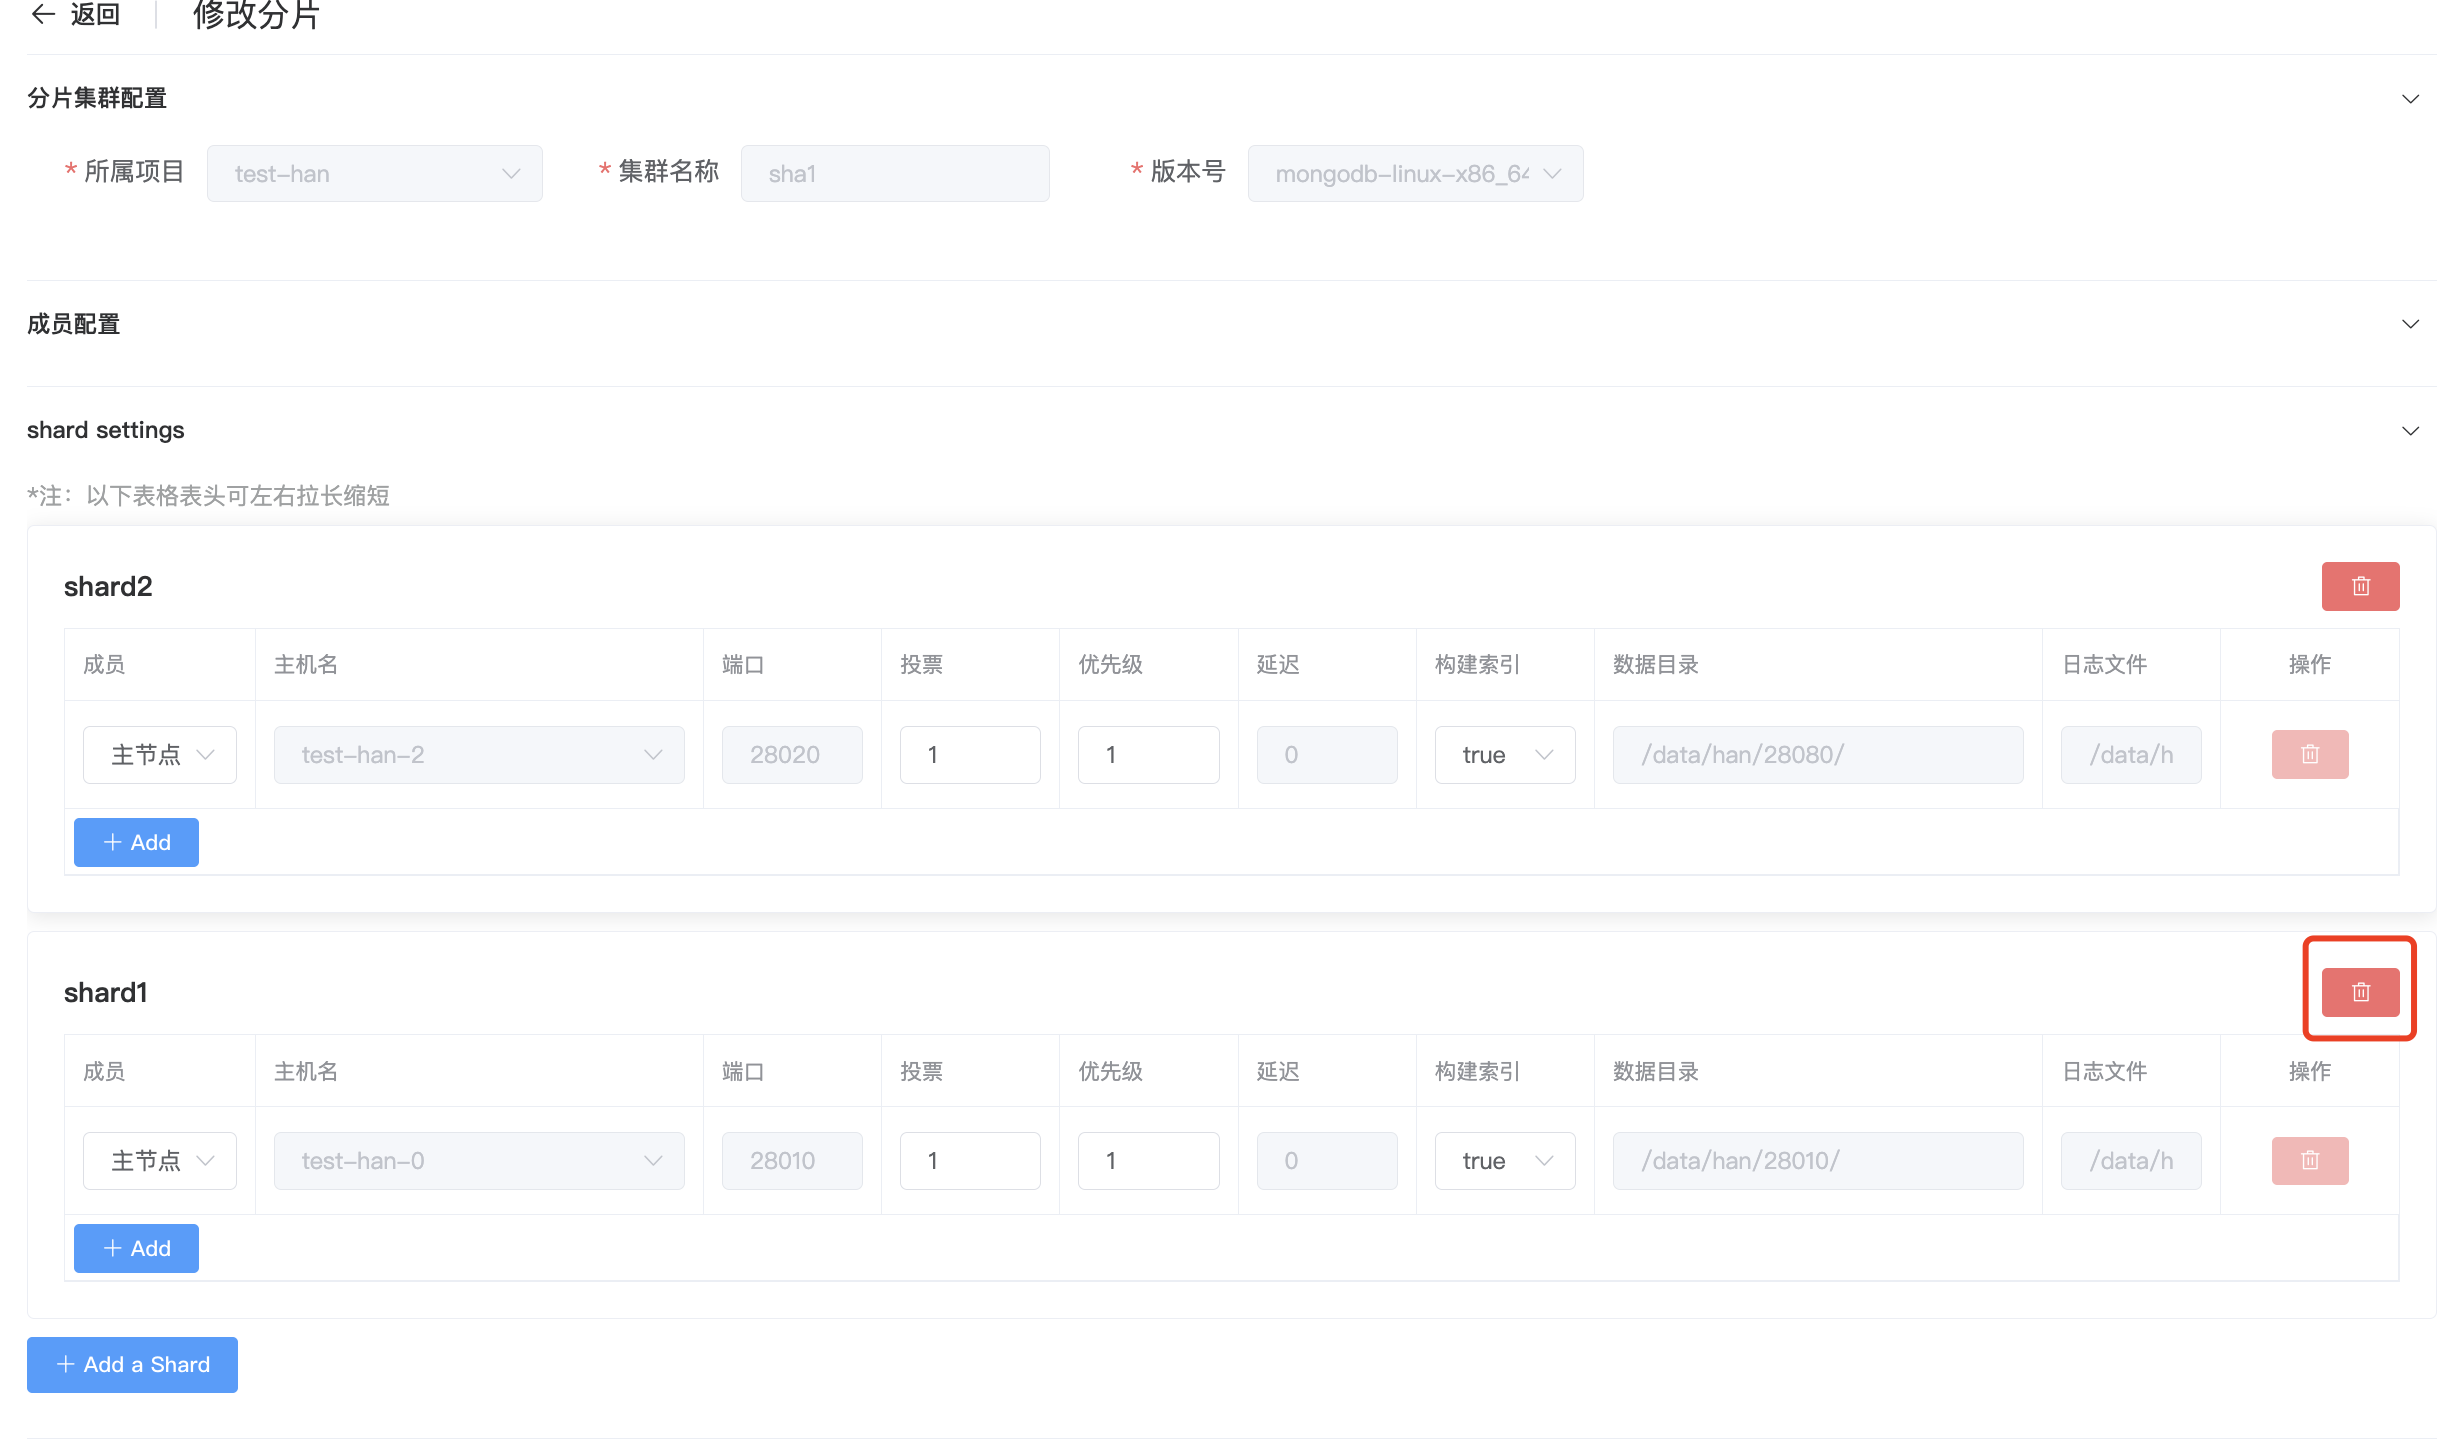 返回 修改分片
分片集群配置
* 所属项目 test-han * 集群名称 sha1 * 版本号 mongodb-linux-x86_64
成员配置
shard settings
*注：以下表格表头可左右拉长缩短
shard2
成员 主机名 端口 投票 优先级 延迟 构建索引 数据目录 日志文件 操作
主节点 test-han-2 28020 1 1 0 true /data/han/28080/ /data/h
+ Add
shard1
成员 主机名 端口 投票 优先级 延迟 构建索引 数据目录 日志文件 操作
主节点 test-han-0 28010 1 1 0 true /data/han/28010/ /data/h
+ Add
+ Add a Shard